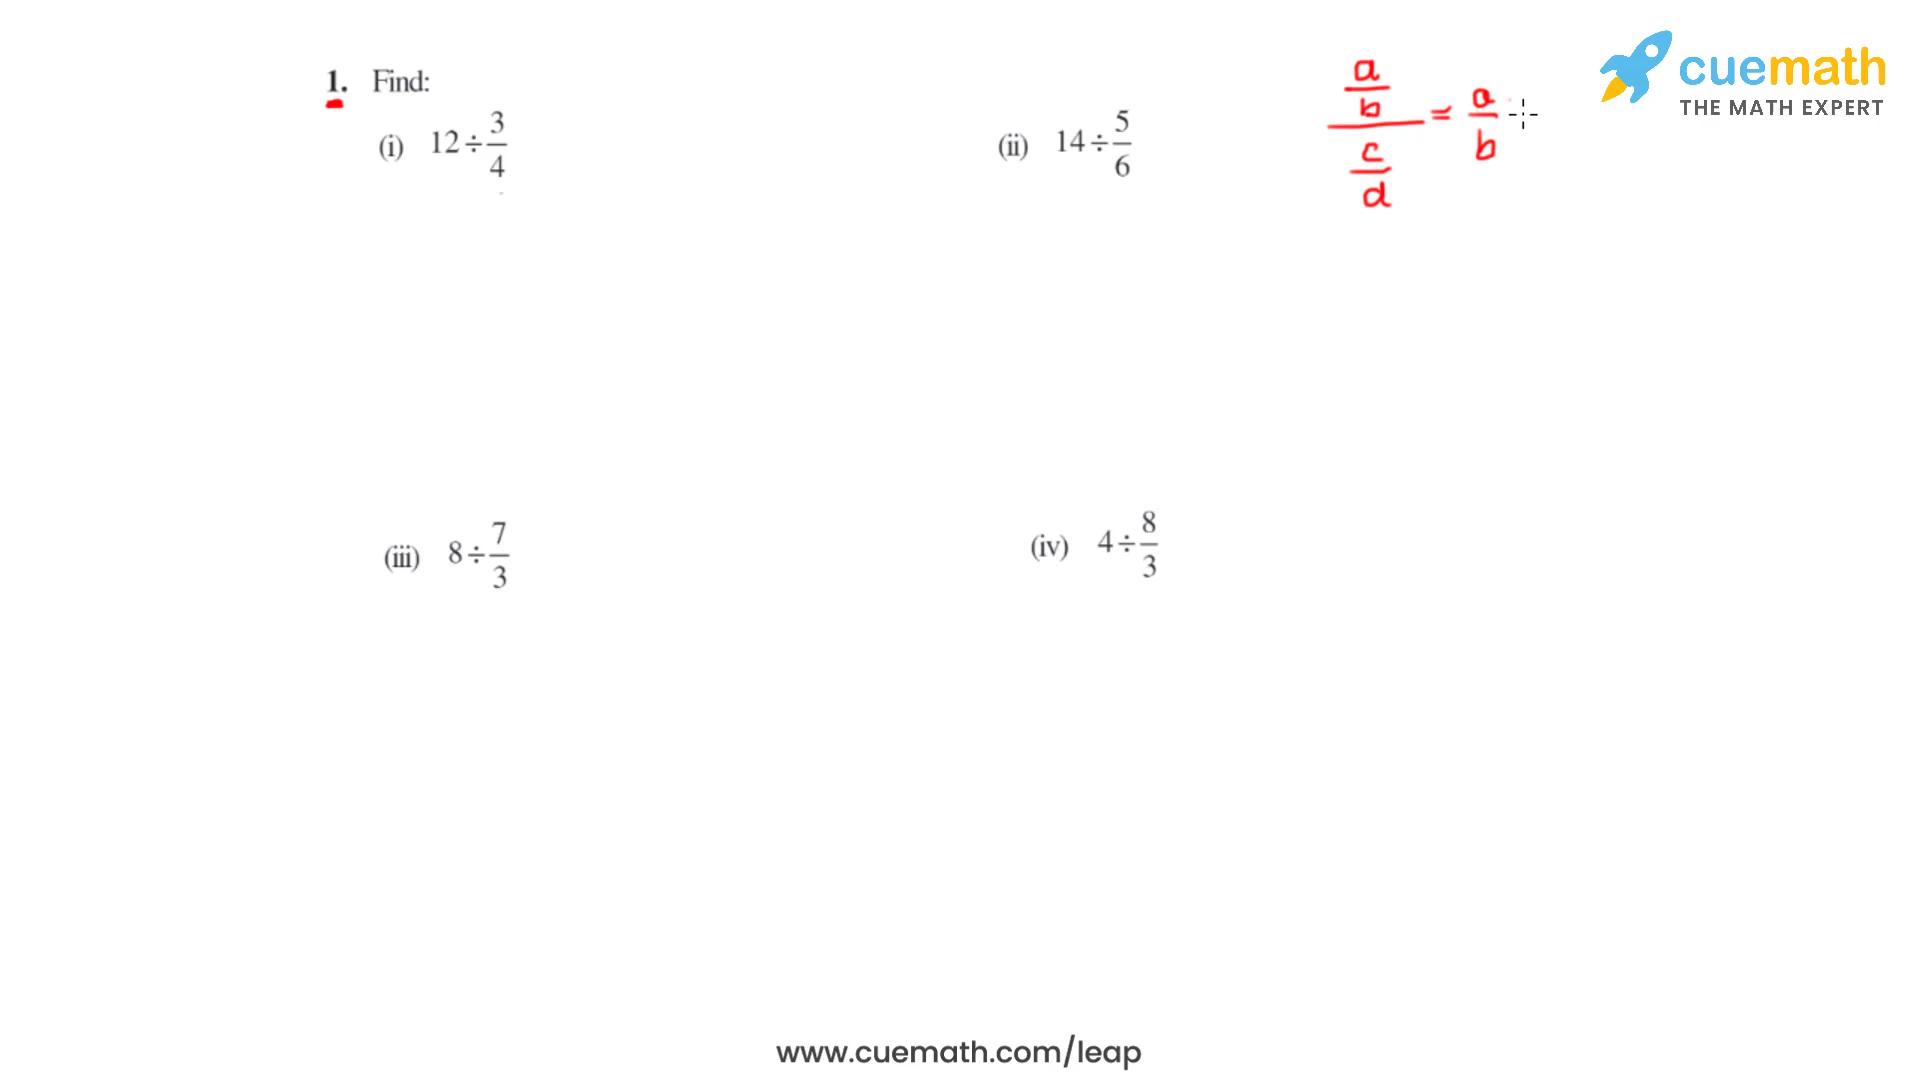 1. Find:
(i) 12 ÷ 3/4
(ii) 14 ÷ 5/6
a/b / c/d = a/b
cuemath
THE MATH EXPERT
(iii) 8 ÷ 7/3
(iv) 4 ÷ 8/3
www.cuemath.com/leap